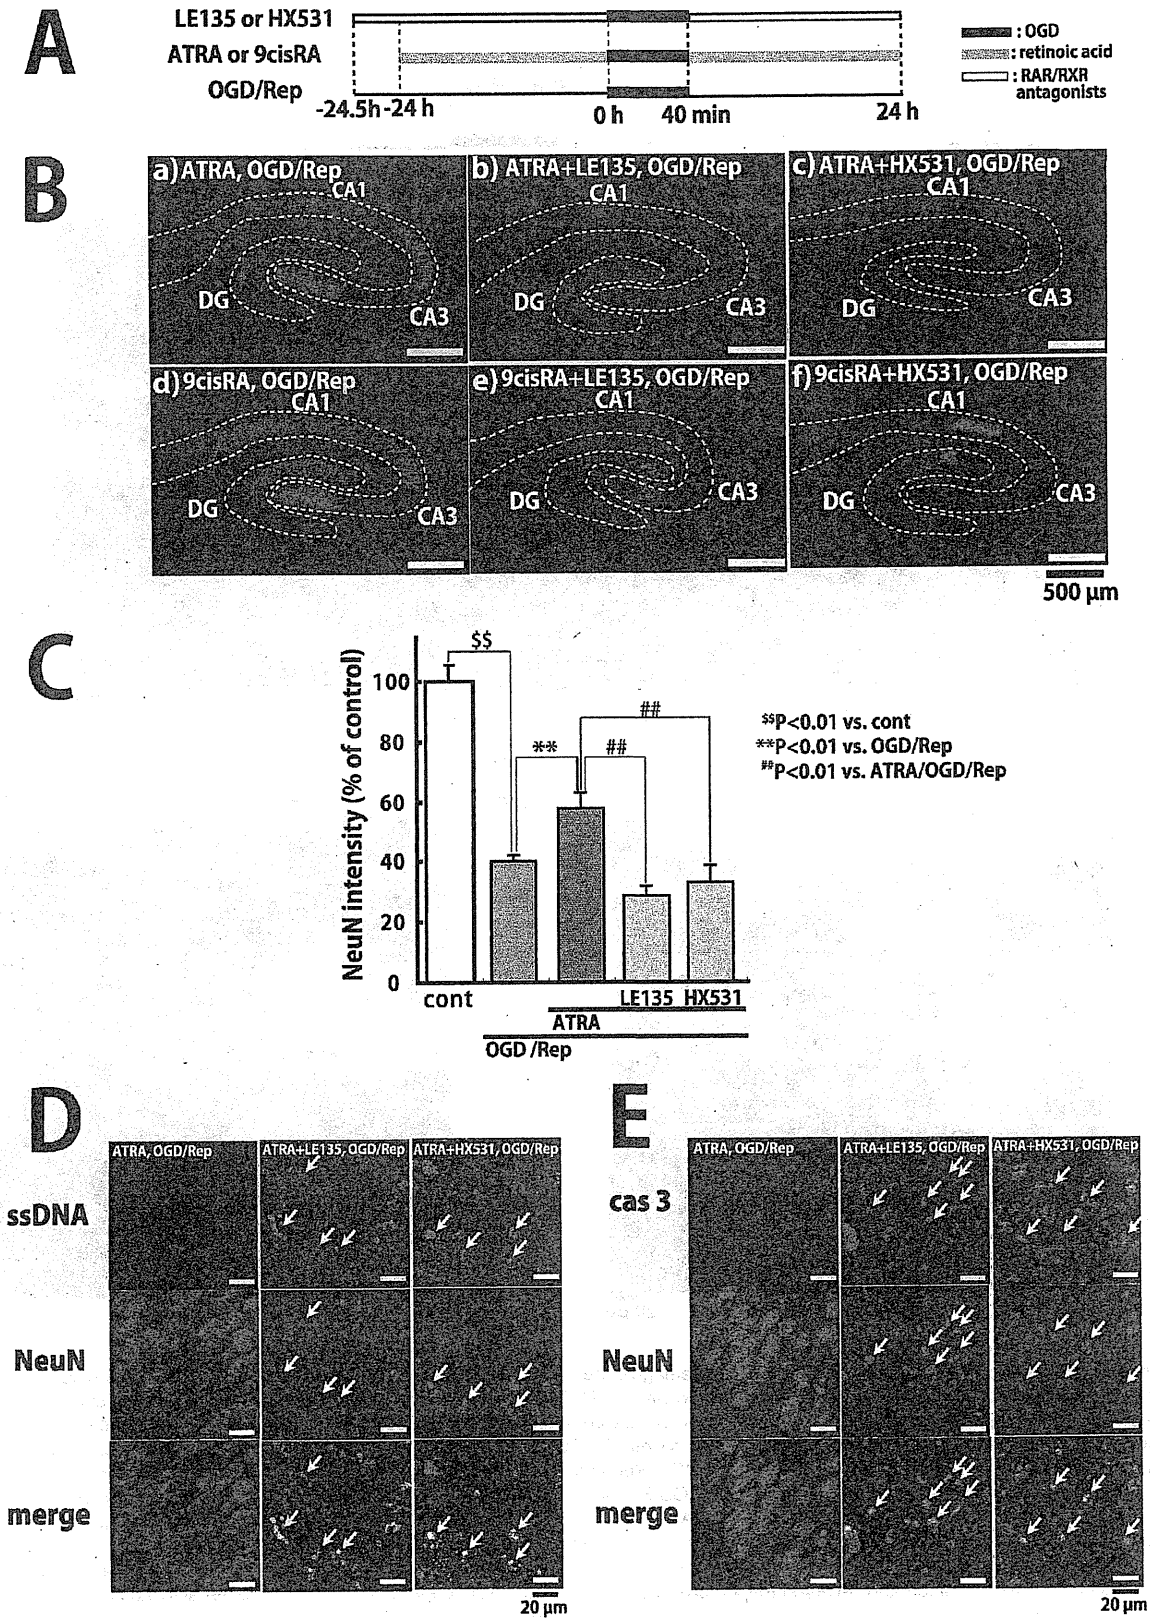 A
LE135 or HX531
ATRA or 9cisRA
OGD/Rep
-24.5h -24 h
0 h
40 min
24 h
: OGD
: retinoic acid
: RAR/RXR
antagonists
B
a) ATRA, OGD/Rep
CA1
DG
CA3
b) ATRA+LE135, OGD/Rep
CA1
DG
CA3
c) ATRA+HX531, OGD/Rep
CA1
DG
CA3
d) 9cisRA, OGD/Rep
CA1
DG
CA3
e) 9cisRA+LE135, OGD/Rep
CA1
DG
CA3
f) 9cisRA+HX531, OGD/Rep
CA1
DG
CA3
500 µm
C
NeuN intensity (% of control)
100
80
60
40
20
0
$$
**
##
##
cont
LE135 HX531
ATRA
OGD /Rep
$$P<0.01 vs. cont
**P<0.01 vs. OGD/Rep
##P<0.01 vs. ATRA/OGD/Rep
D
ATRA, OGD/Rep
ATRA+LE135, OGD/Rep
ATRA+HX531, OGD/Rep
ssDNA
NeuN
merge
20 µm
E
ATRA, OGD/Rep
ATRA+LE135, OGD/Rep
ATRA+HX531, OGD/Rep
cas 3
NeuN
merge
20 µm